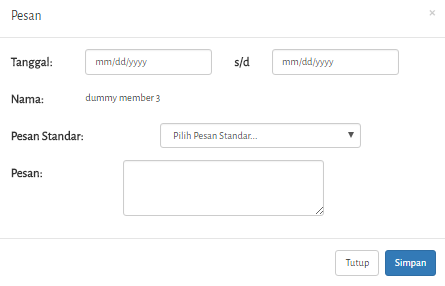 Pesan ×
Tanggal: mm/dd/yyyy s/d mm/dd/yyyy
Nama: dummy member 3
Pesan Standar: Pilih Pesan Standar...
Pesan:
Tutup Simpan